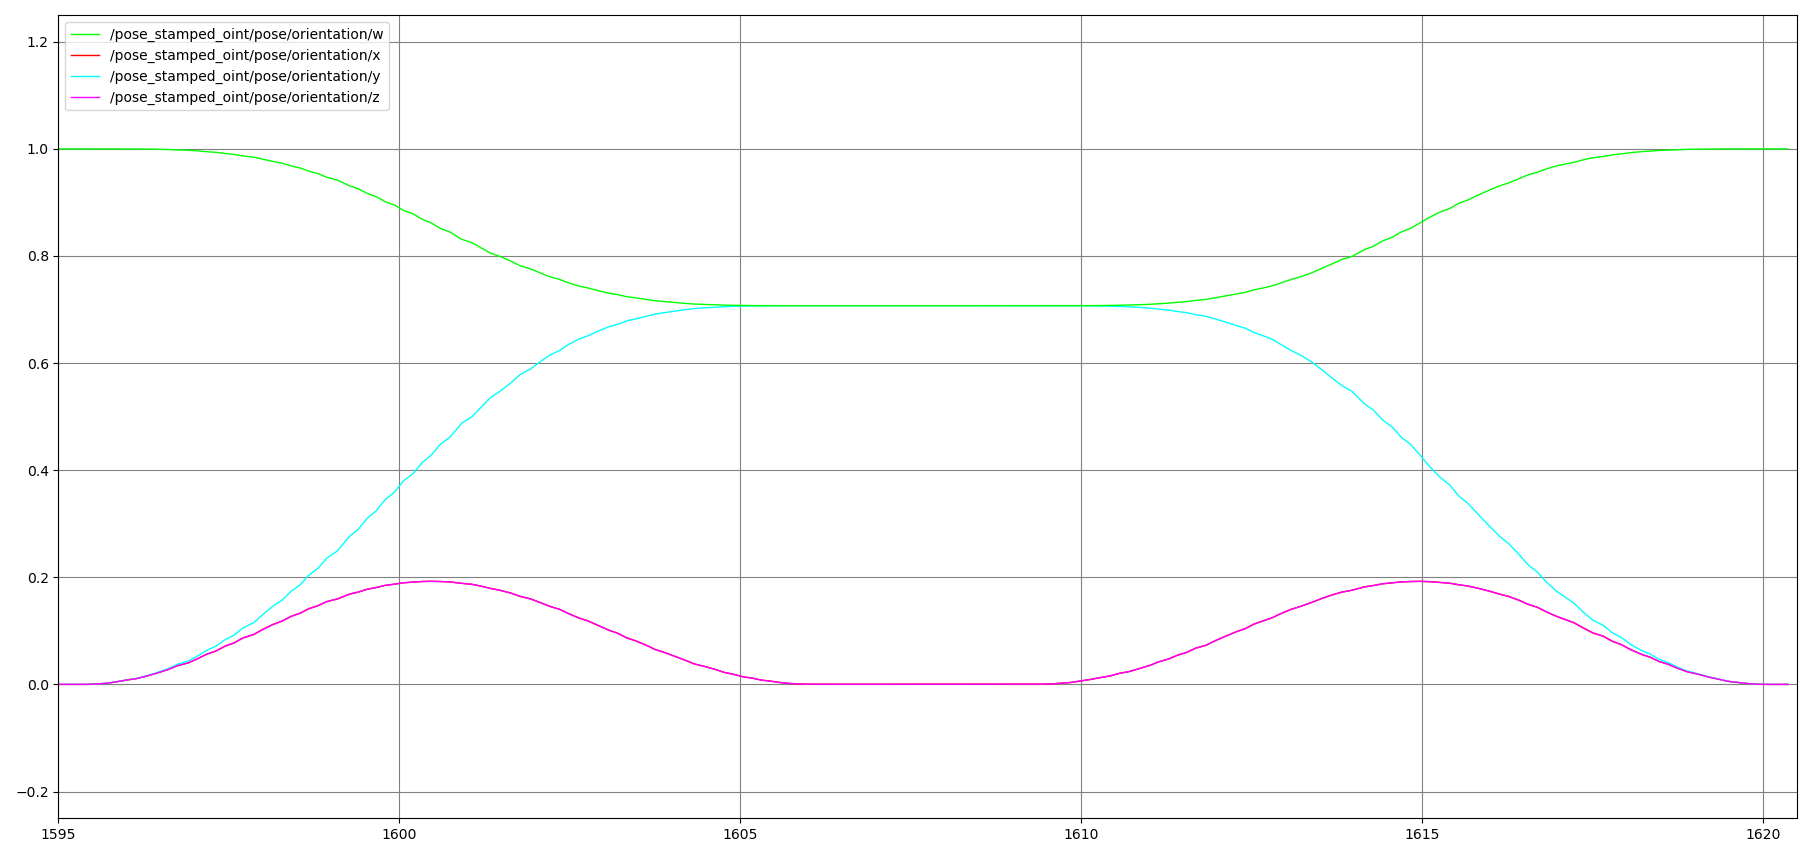 /pose_stamped_oint/pose/orientation/w
/pose_stamped_oint/pose/orientation/x
/pose_stamped_oint/pose/orientation/y
/pose_stamped_oint/pose/orientation/z
1.2
1.0
0.8
0.6
0.4
0.2
0.0
−0.2
1595 1600 1605 1610 1615 1620